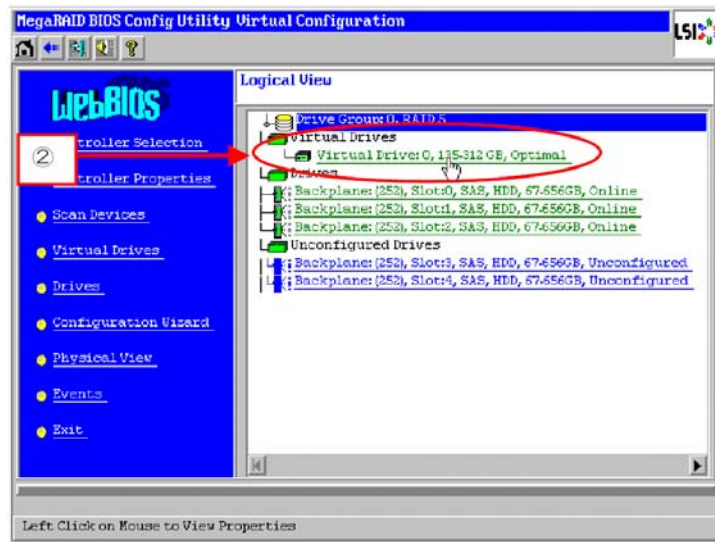 MegaRAID BIOS Config Utility Virtual Configuration
LSI
WebBIOS
Logical View
Drive Group: 0, RAID 5
Virtual Drives
Virtual Drive: 0, 135.312 GB, Optimal
Drives
Backplane: (252), Slot:0, SAS, HDD, 67.656GB, Online
Backplane: (252), Slot:1, SAS, HDD, 67.656GB, Online
Backplane: (252), Slot:2, SAS, HDD, 67.656GB, Online
Unconfigured Drives
Backplane: (252), Slot:3, SAS, HDD, 67.656GB, Unconfigured
Backplane: (252), Slot:4, SAS, HDD, 67.656GB, Unconfigured
②
troller Selection
troller Properties
Scan Devices
Virtual Drives
Drives
Configuration Wizard
Physical View
Events
Exit
Left Click on Mouse to View Properties